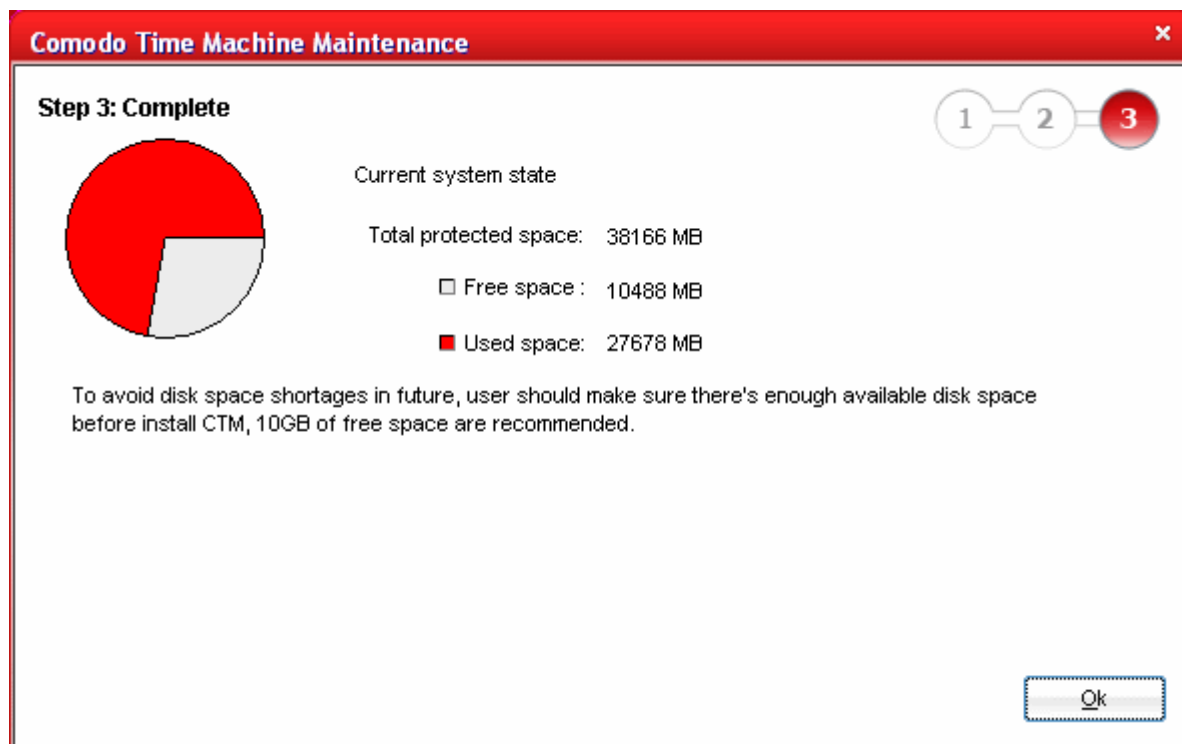 Comodo Time Machine Maintenance
Step 3: Complete
1 2 3
Current system state
Total protected space: 38166 MB
Free space : 10488 MB
Used space: 27678 MB
To avoid disk space shortages in future, user should make sure there's enough available disk space
before install CTM, 10GB of free space are recommended.
Ok